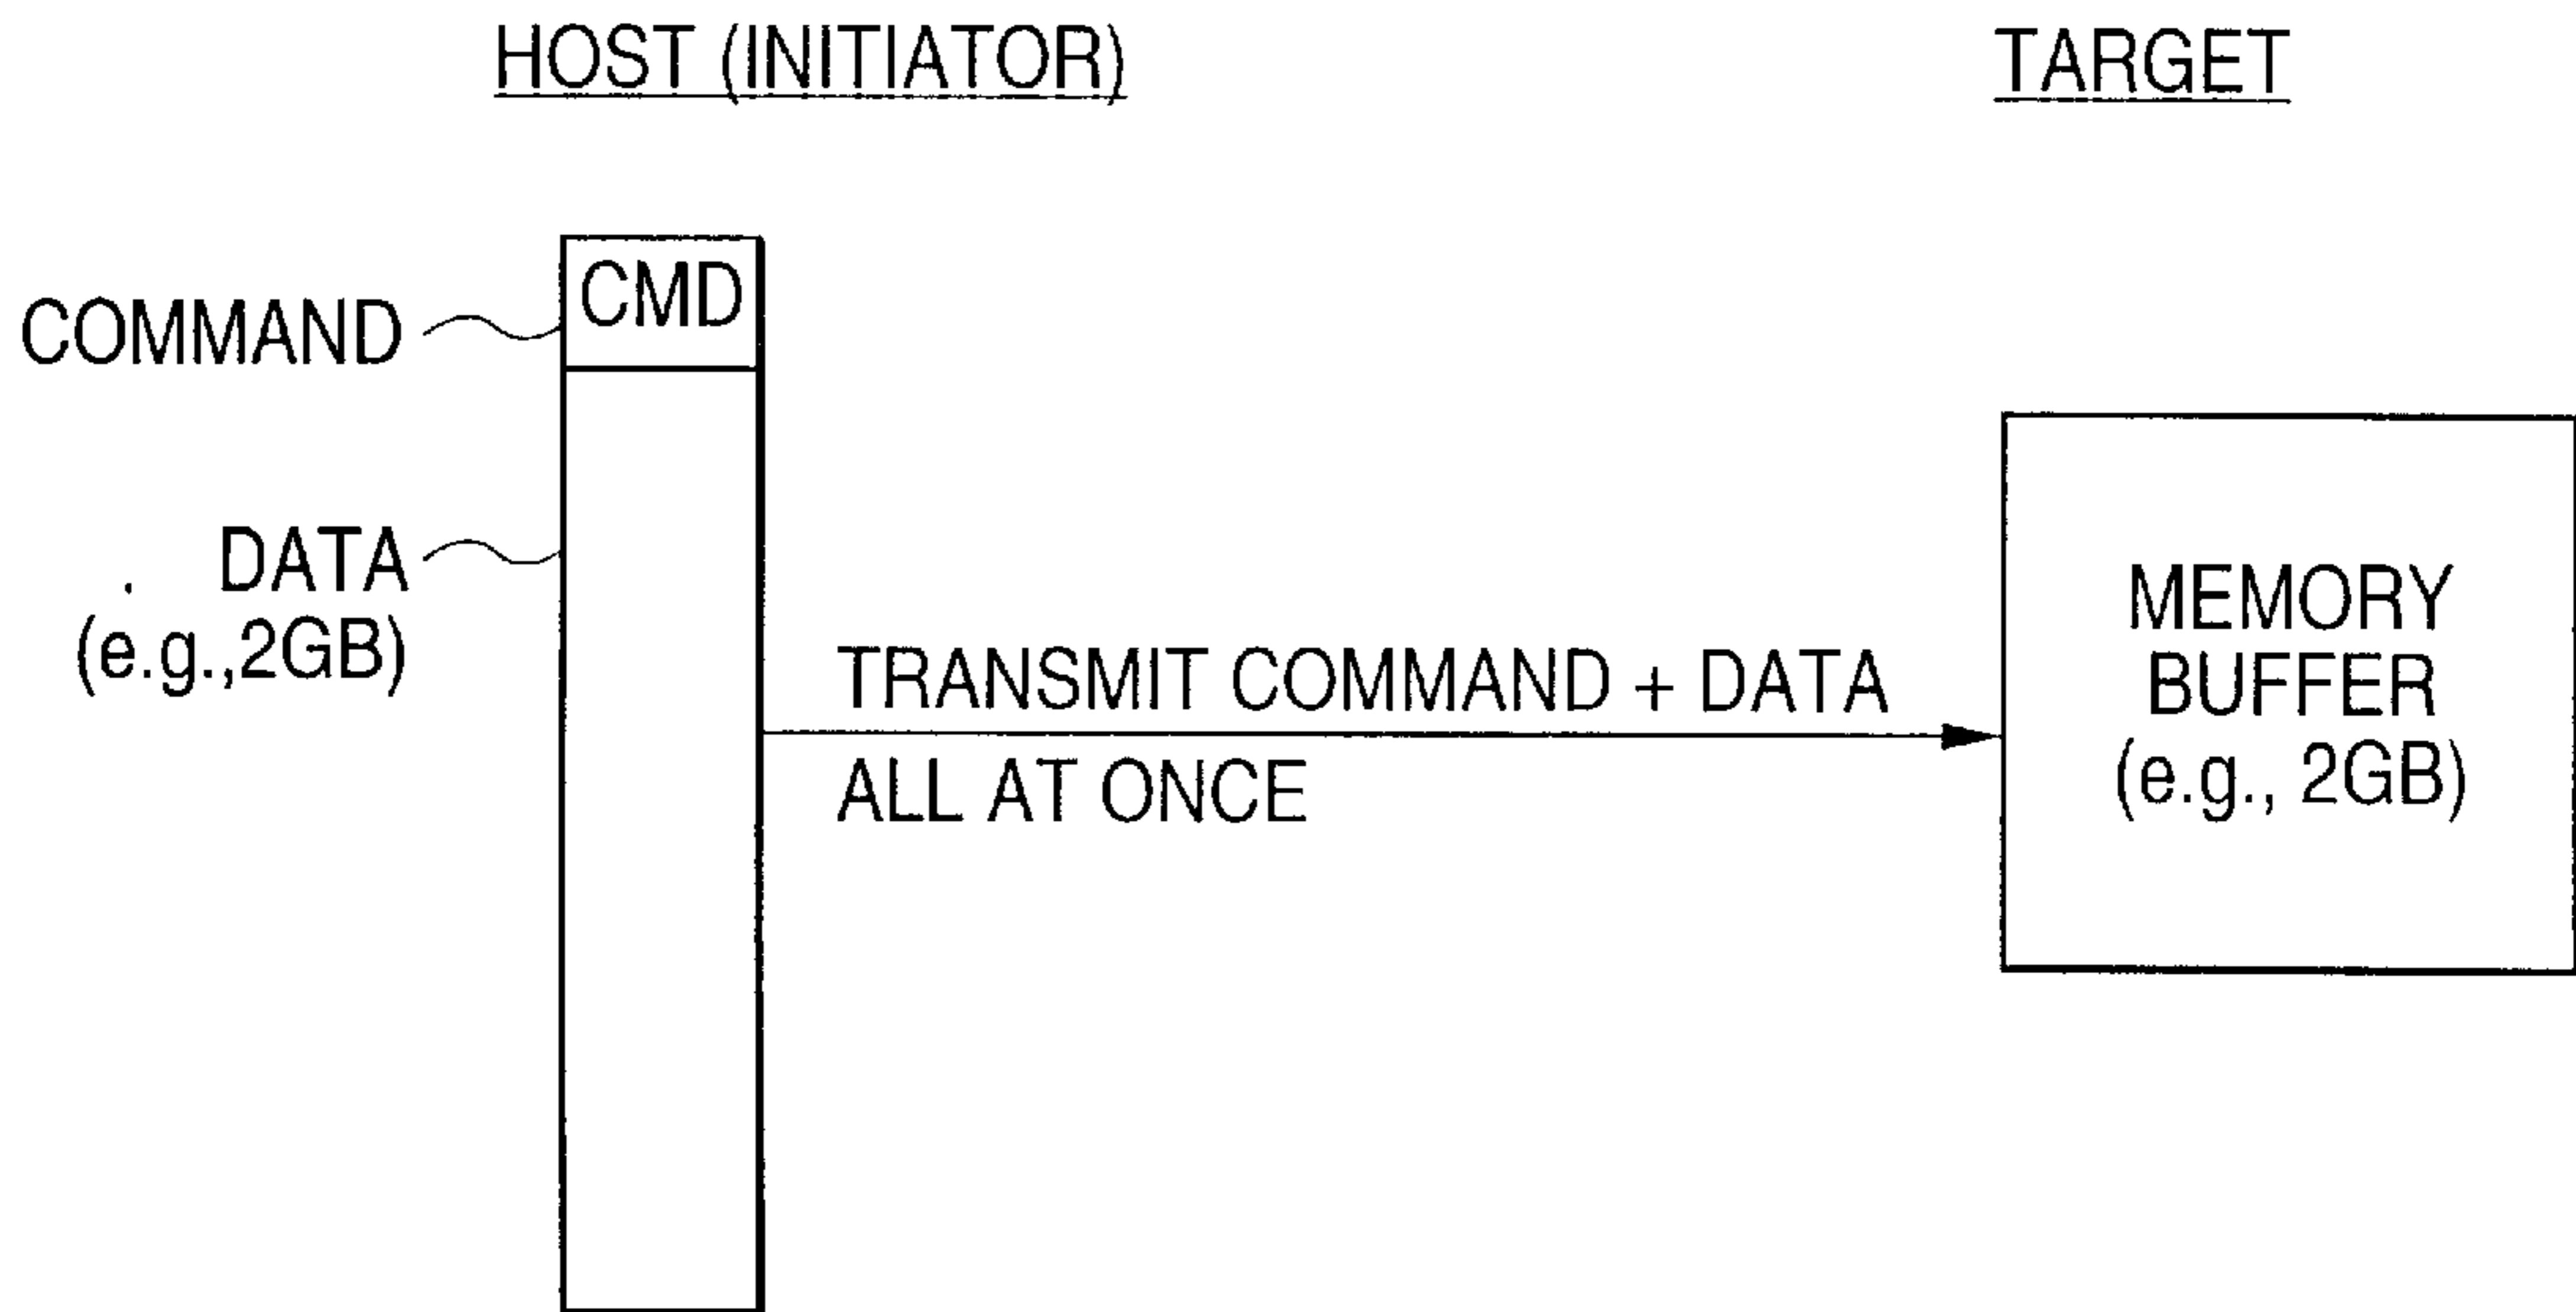 HOST (INITIATOR)
TARGET
CMD
COMMAND
DATA
(e.g.,2GB)
TRANSMIT COMMAND + DATA
ALL AT ONCE
MEMORY
BUFFER
(e.g., 2GB)